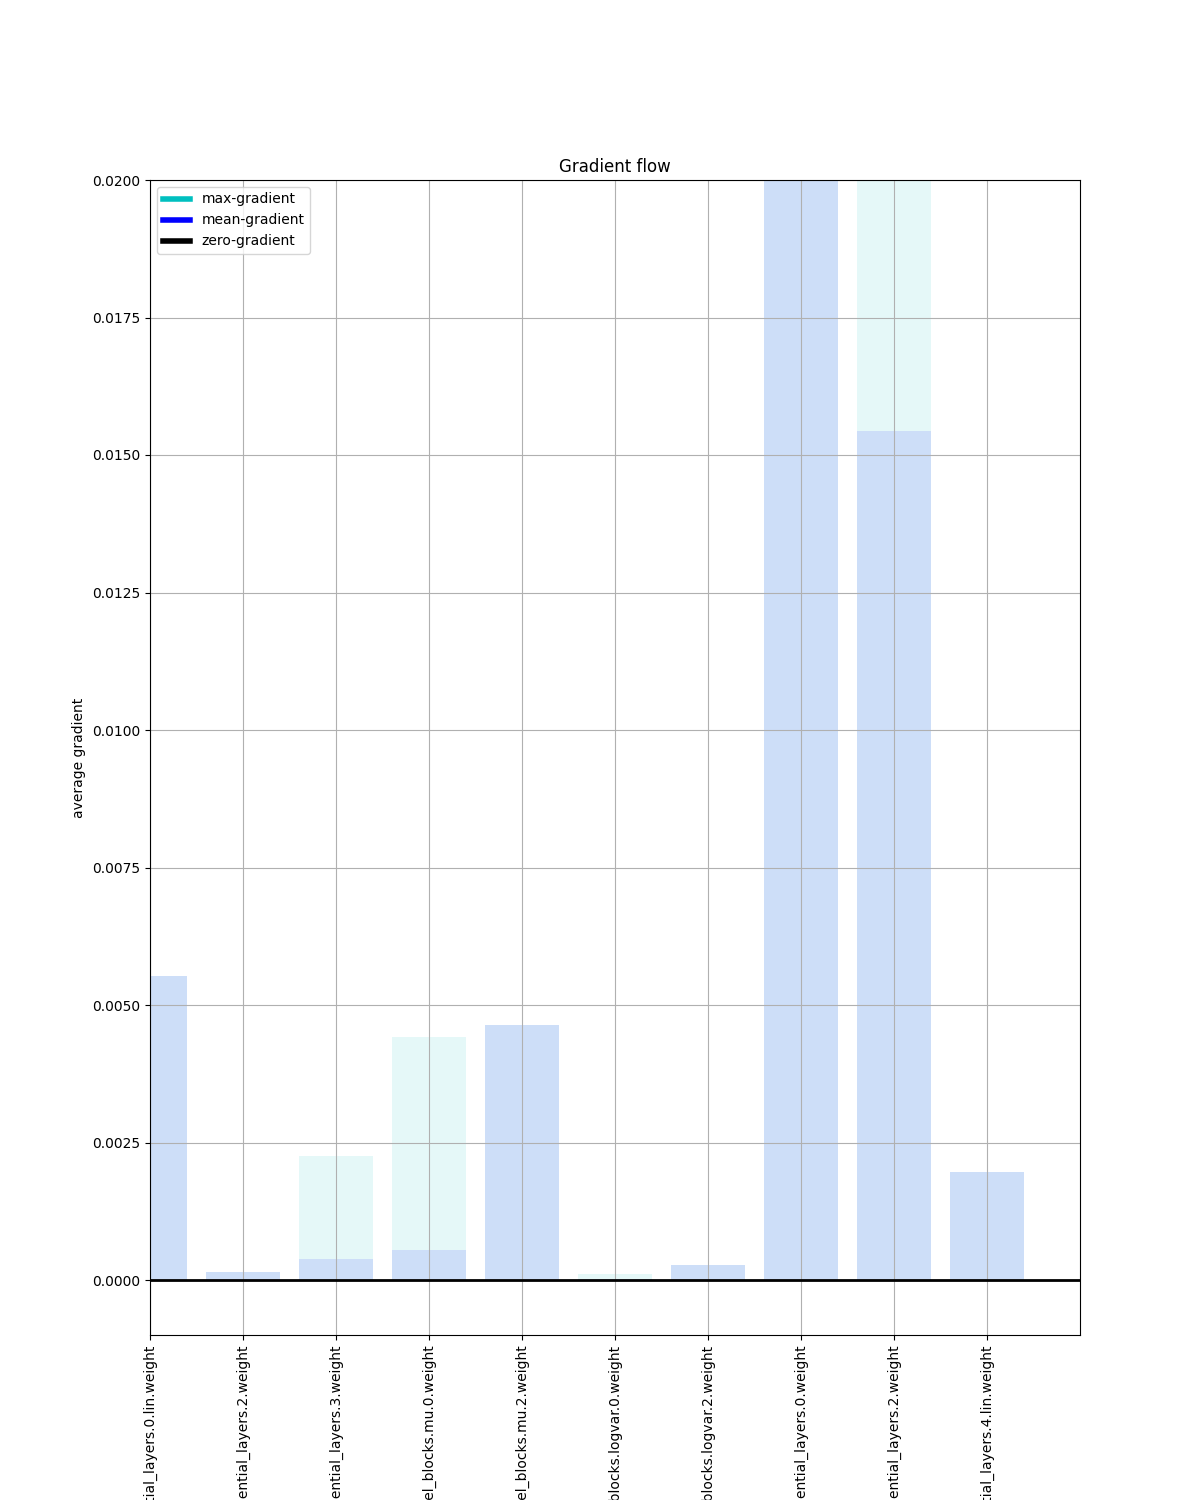 Gradient flow
max-gradient
mean-gradient
zero-gradient
0.0200
0.0175
0.0150
0.0125
0.0100
0.0075
0.0050
0.0025
0.0000
average gradient
tial_layers.0.lin.weight
ential_layers.2.weight
ential_layers.3.weight
el_blocks.mu.0.weight
el_blocks.mu.2.weight
blocks.logvar.0.weight
blocks.logvar.2.weight
ential_layers.0.weight
ential_layers.2.weight
tial_layers.4.lin.weight